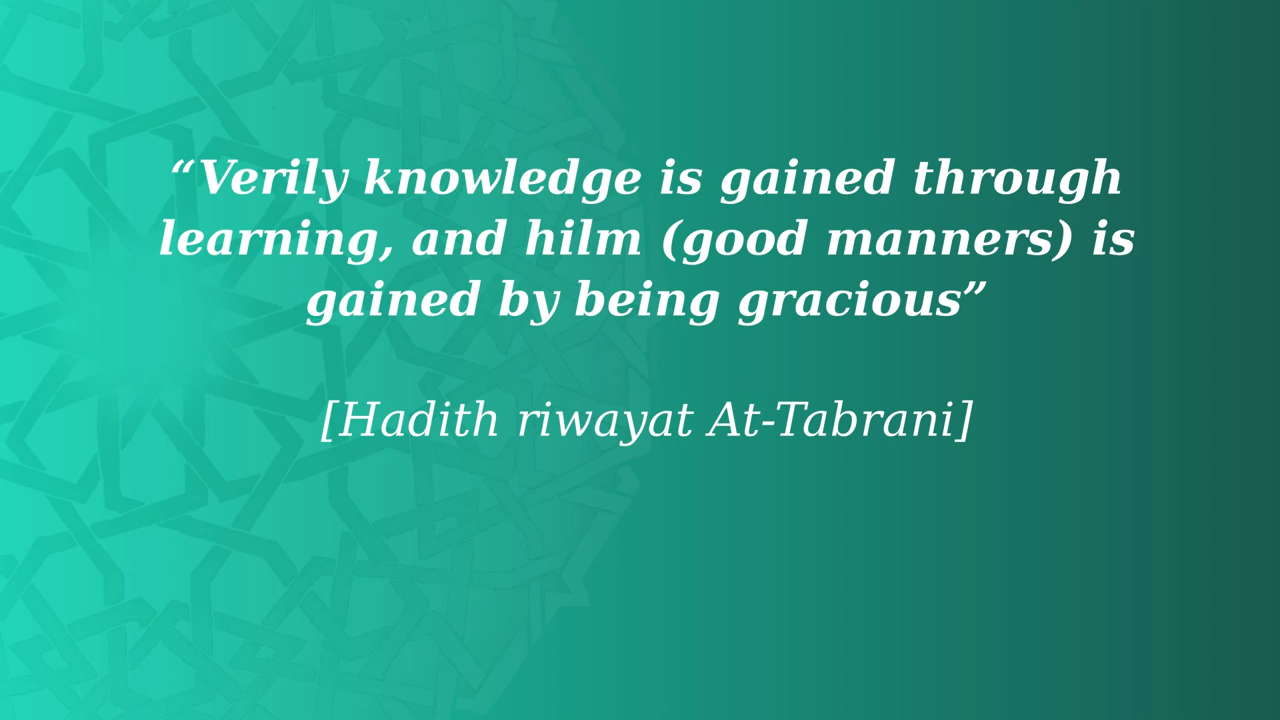 “Verily knowledge is gained through
learning, and hilm (good manners) is
gained by being gracious”
[Hadith riwayat At-Tabrani]